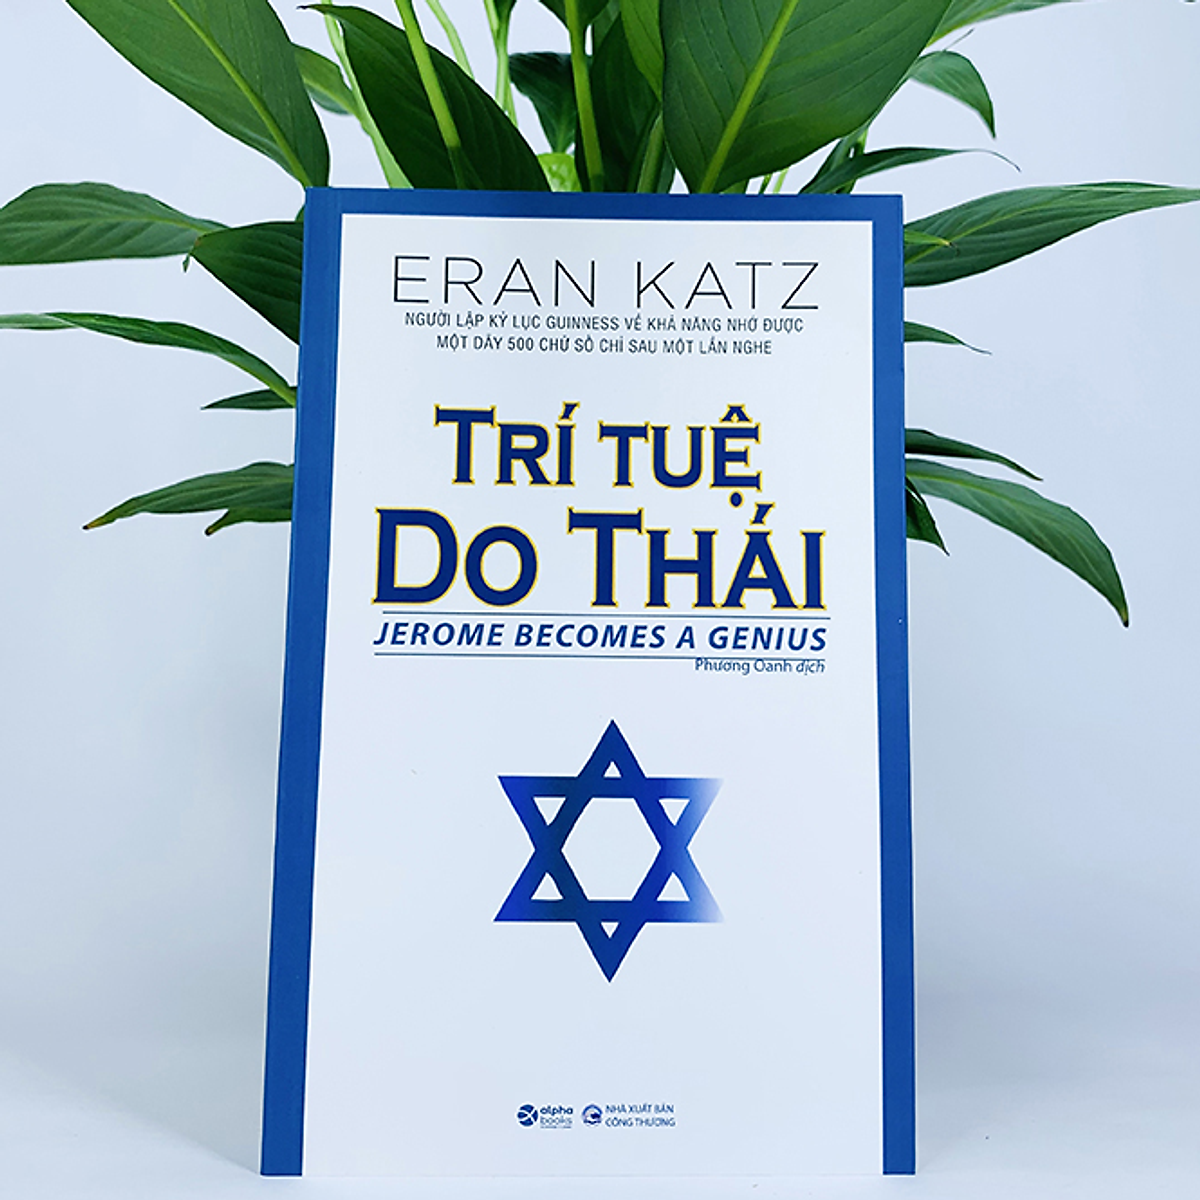 ERAN KATZ
NGƯỜI LẬP KỶ LỤC GUINNESS VỀ KHẢ NĂNG NHỚ ĐƯỢC
MỘT DÃY 500 CHỮ SỐ CHỈ SAU MỘT LẦN NGHE
TRÍ TUỆ
DO THÁI
JEROME BECOMES A GENIUS
Phương Oanh dịch
alpha
books
NHÀ XUẤT BẢN
CÔNG THƯƠNG